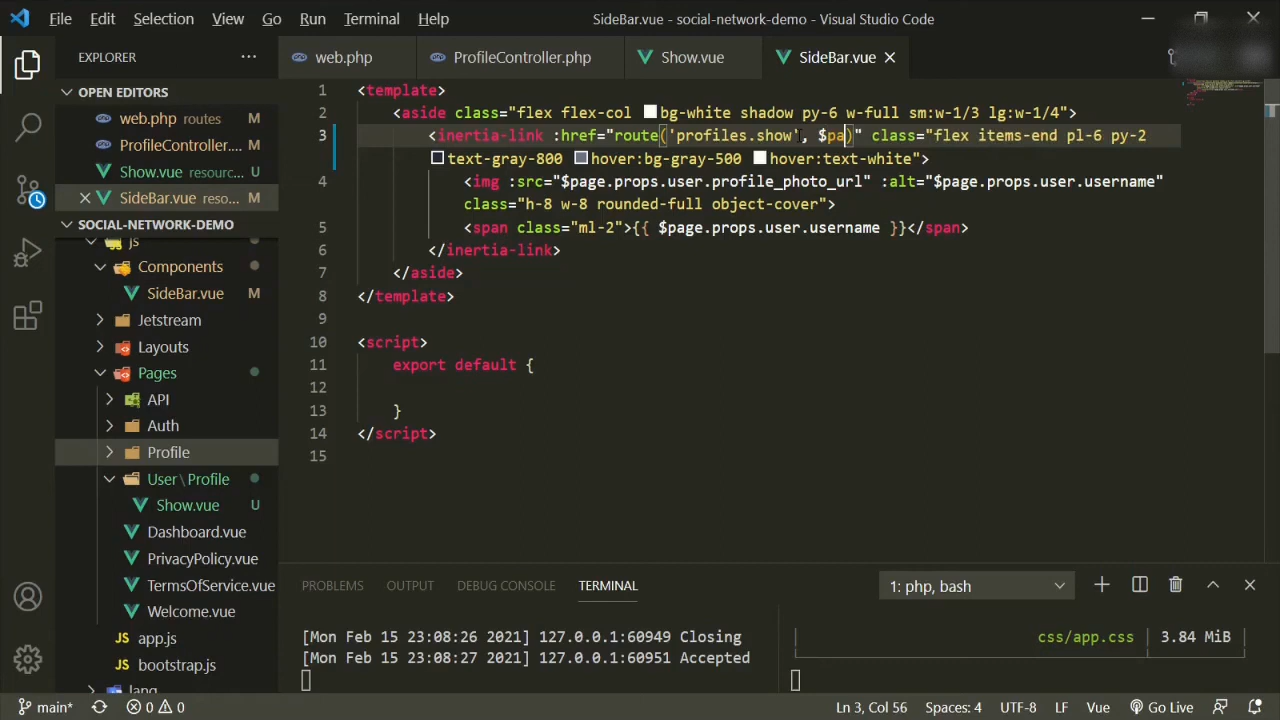 File Edit Selection View Go Run Terminal Help SideBar.vue - social-network-demo - Visual Studio Code
EXPLORER
web.php ProfileController.php Show.vue SideBar.vue
OPEN EDITORS
web.php routes
ProfileController....
Show.vue resourc...
SideBar.vue reso...
SOCIAL-NETWORK-DEMO
js
Components
SideBar.vue M
Jetstream
Layouts
Pages
API
Auth
Profile
User\Profile
Show.vue U
Dashboard.vue
PrivacyPolicy.vue
TermsOfService.vue
Welcome.vue
app.js
bootstrap.js
lang
1 <template>
2 <aside class="flex flex-col bg-white shadow py-6 w-full sm:w-1/3 lg:w-1/4">
3 <inertia-link :href="route('profiles.show', $pa)" class="flex items-end pl-6 py-2
text-gray-800 hover:bg-gray-500 hover:text-white">
4 <img :src="$page.props.user.profile_photo_url" :alt="$page.props.user.username"
class="h-8 w-8 rounded-full object-cover">
5 <span class="ml-2">{{ $page.props.user.username }}</span>
6 </inertia-link>
7 </aside>
8 </template>
9
10 <script>
11 export default {
12
13 }
14 </script>
15
PROBLEMS OUTPUT DEBUG CONSOLE TERMINAL 1: php, bash
[Mon Feb 15 23:08:26 2021] 127.0.0.1:60949 Closing
[Mon Feb 15 23:08:27 2021] 127.0.0.1:60951 Accepted
css/app.css | 3.84 MiB
main* 0 0 Ln 3, Col 56 Spaces: 4 UTF-8 LF Vue Go Live